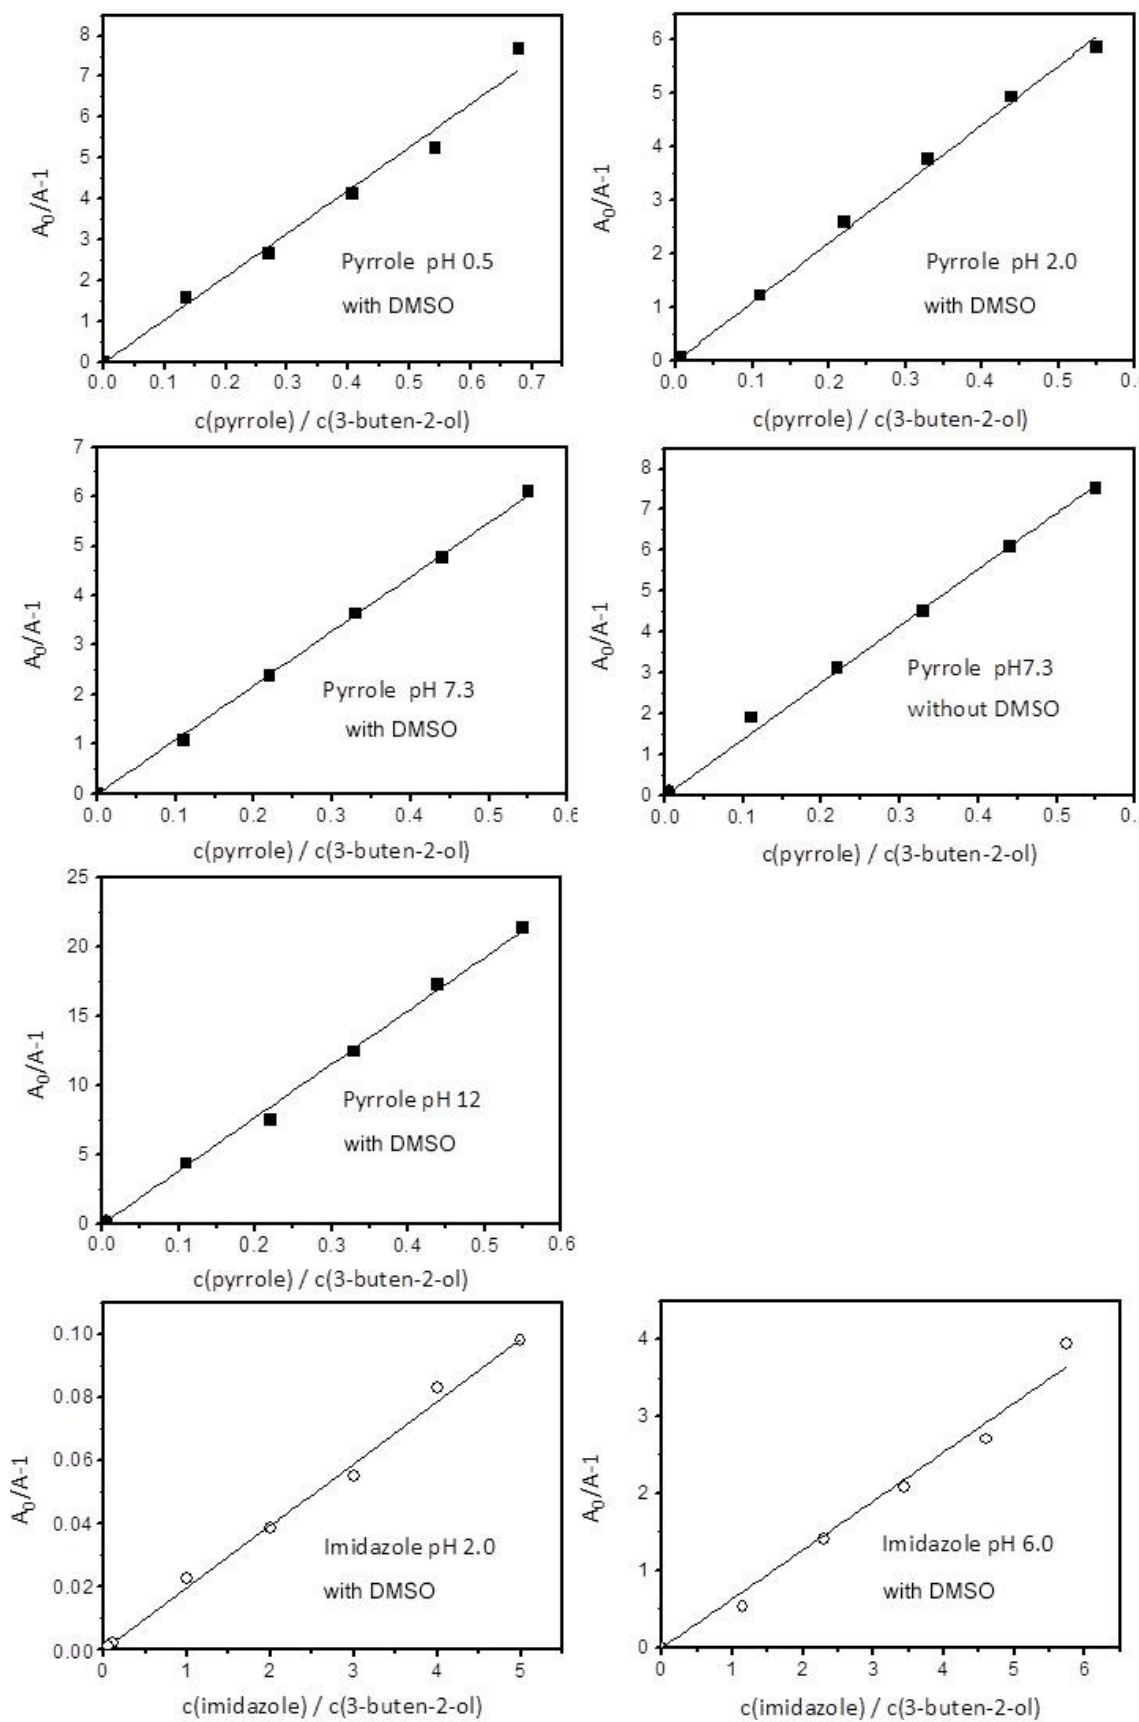 8
7
6
5
4
3
2
1
0
A₀/A-1
Pyrrole pH 0.5
with DMSO
0.0 0.1 0.2 0.3 0.4 0.5 0.6 0.7
c(pyrrole) / c(3-buten-2-ol)
6
5
4
3
2
1
0
A₀/A-1
Pyrrole pH 2.0
with DMSO
0.0 0.1 0.2 0.3 0.4 0.5 0.
c(pyrrole) / c(3-buten-2-ol)
7
6
5
4
3
2
1
0
A₀/A-1
Pyrrole pH 7.3
with DMSO
0.0 0.1 0.2 0.3 0.4 0.5 0.6
c(pyrrole) / c(3-buten-2-ol)
8
7
6
5
4
3
2
1
0
A₀/A-1
Pyrrole pH7.3
without DMSO
0.0 0.1 0.2 0.3 0.4 0.5 0.
c(pyrrole) / c(3-buten-2-ol)
25
20
15
10
5
0
A₀/A-1
Pyrrole pH 12
with DMSO
0.0 0.1 0.2 0.3 0.4 0.5 0.6
c(pyrrole) / c(3-buten-2-ol)
0.10
0.08
0.06
0.04
0.02
0.00
A₀/A-1
Imidazole pH 2.0
with DMSO
0 1 2 3 4 5
c(imidazole) / c(3-buten-2-ol)
4
3
2
1
0
A₀/A-1
Imidazole pH 6.0
with DMSO
0 1 2 3 4 5 6
c(imidazole) / c(3-buten-2-ol)